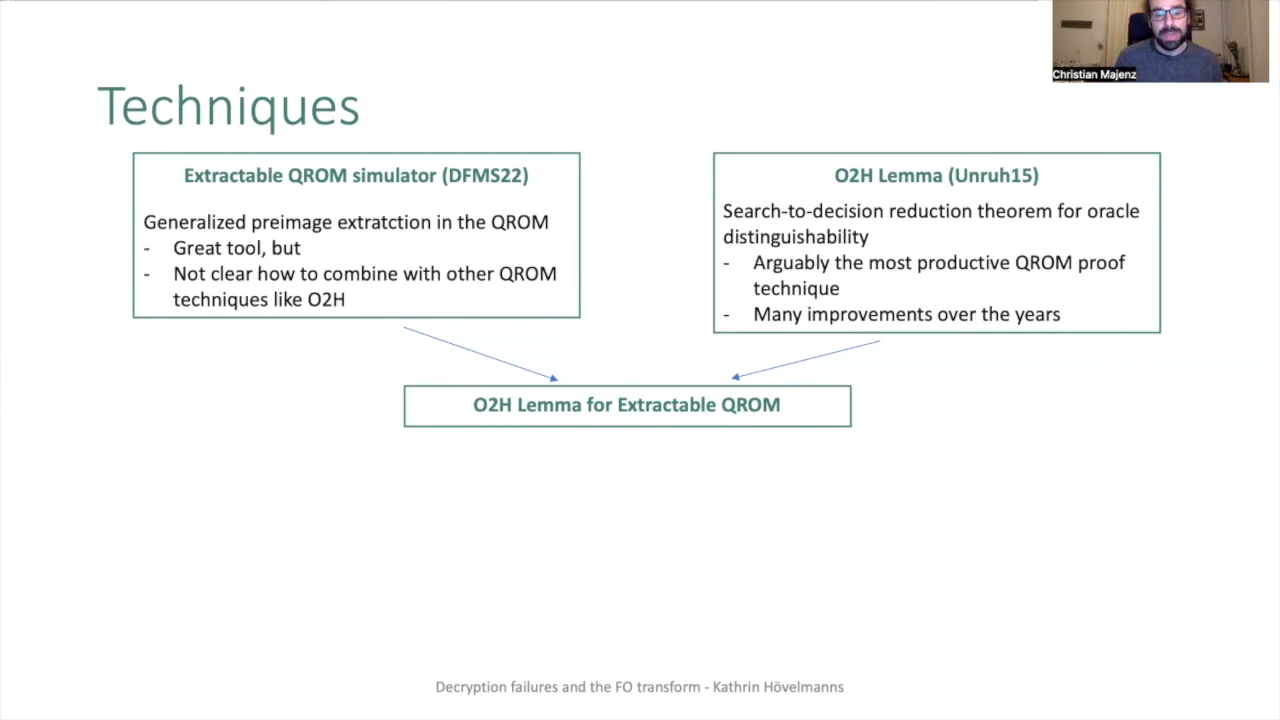 Christian Majenz
Techniques
Extractable QROM simulator (DFMS22)
Generalized preimage extratction in the QROM
- Great tool, but
- Not clear how to combine with other QROM
techniques like O2H
O2H Lemma (Unruh15)
Search-to-decision reduction theorem for oracle
distinguishability
- Arguably the most productive QROM proof
technique
- Many improvements over the years
O2H Lemma for Extractable QROM
Decryption failures and the FO transform - Kathrin Hövelmanns